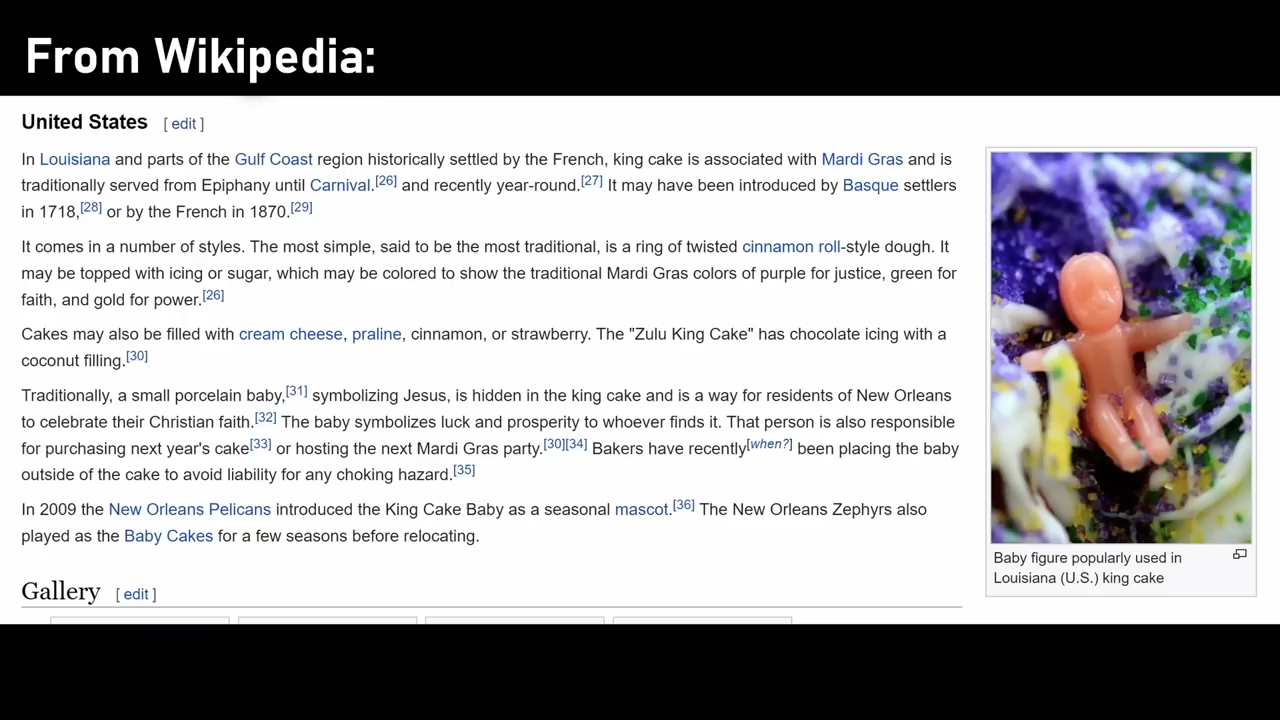 From Wikipedia:
United States [ edit ]
In Louisiana and parts of the Gulf Coast region historically settled by the French, king cake is associated with Mardi Gras and is
traditionally served from Epiphany until Carnival.[26] and recently year-round.[27] It may have been introduced by Basque settlers
in 1718,[28] or by the French in 1870.[29]
It comes in a number of styles. The most simple, said to be the most traditional, is a ring of twisted cinnamon roll-style dough. It
may be topped with icing or sugar, which may be colored to show the traditional Mardi Gras colors of purple for justice, green for
faith, and gold for power.[26]
Cakes may also be filled with cream cheese, praline, cinnamon, or strawberry. The "Zulu King Cake" has chocolate icing with a
coconut filling.[30]
Traditionally, a small porcelain baby,[31] symbolizing Jesus, is hidden in the king cake and is a way for residents of New Orleans
to celebrate their Christian faith.[32] The baby symbolizes luck and prosperity to whoever finds it. That person is also responsible
for purchasing next year's cake[33] or hosting the next Mardi Gras party.[30][34] Bakers have recently[when?] been placing the baby
outside of the cake to avoid liability for any choking hazard.[35]
In 2009 the New Orleans Pelicans introduced the King Cake Baby as a seasonal mascot.[36] The New Orleans Zephyrs also
played as the Baby Cakes for a few seasons before relocating.
Gallery [ edit ]
Baby figure popularly used in
Louisiana (U.S.) king cake